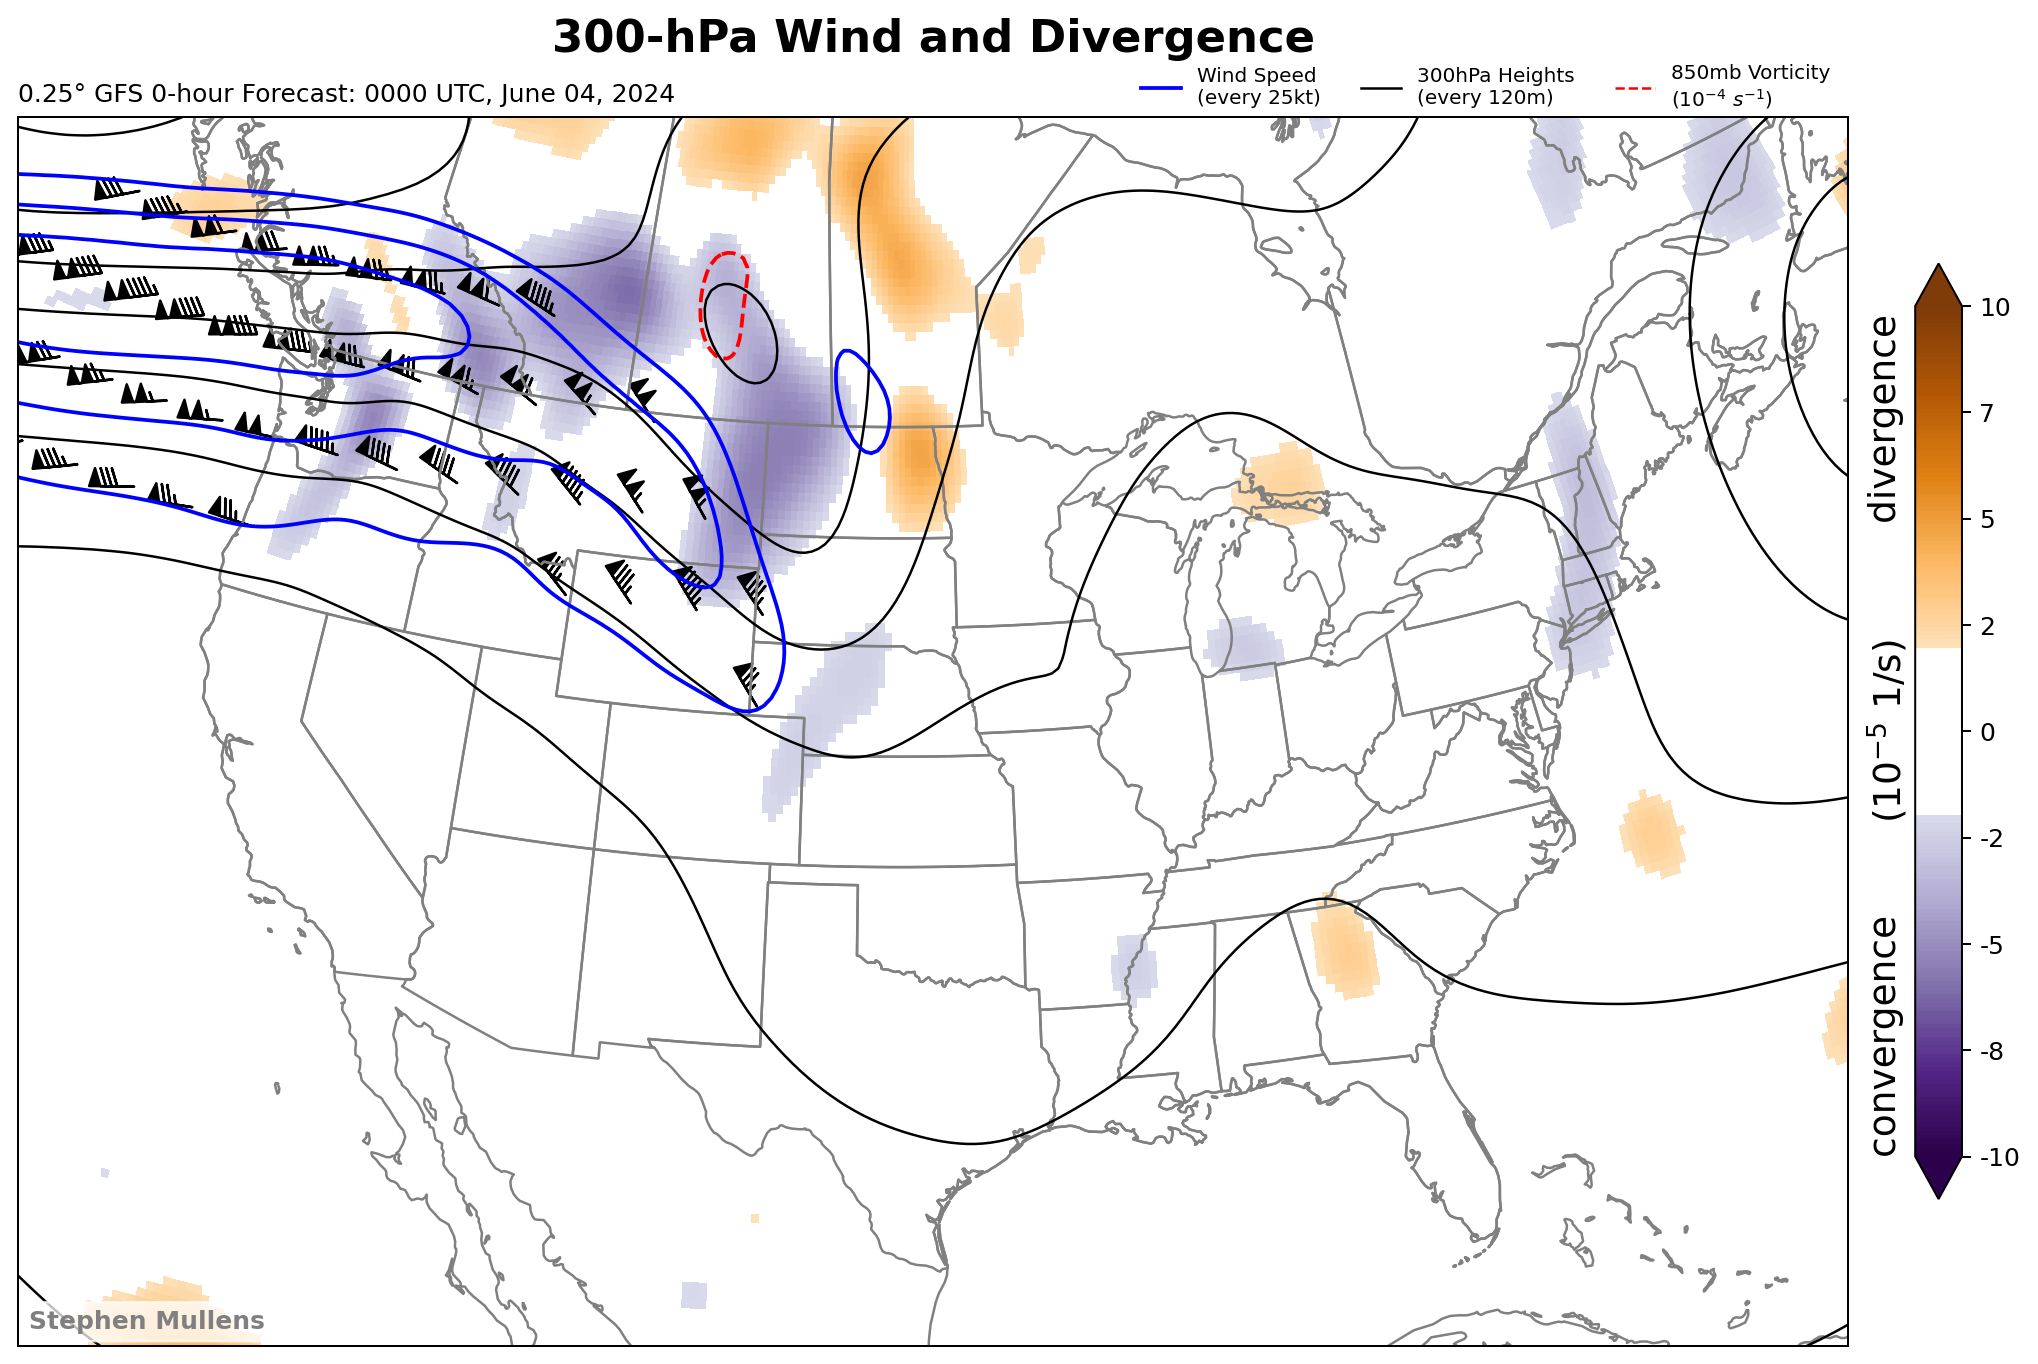 300-hPa Wind and Divergence
0.25° GFS 0-hour Forecast: 0000 UTC, June 04, 2024
Wind Speed
(every 25kt)
300hPa Heights
(every 120m)
850mb Vorticity
(10⁻⁴ s⁻¹)
10
7
5
2
0
-2
-5
-8
-10
convergence (10⁻⁵ 1/s) divergence
Stephen Mullens